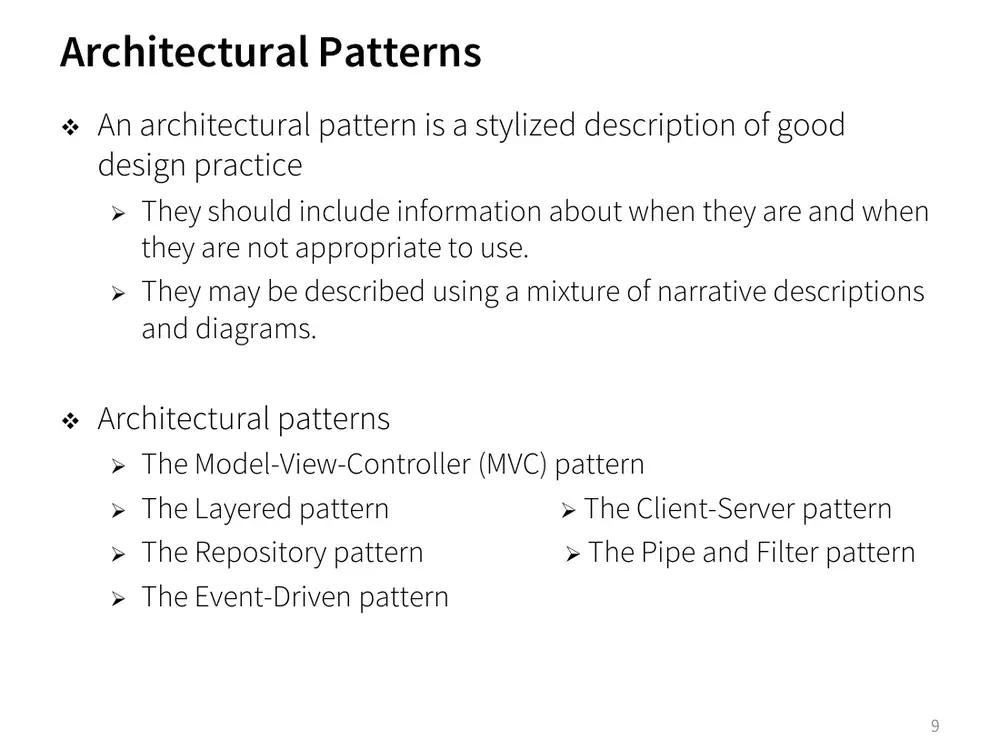 Architectural Patterns
❖ An architectural pattern is a stylized description of good
design practice
➢ They should include information about when they are and when
they are not appropriate to use.
➢ They may be described using a mixture of narrative descriptions
and diagrams.
❖ Architectural patterns
➢ The Model-View-Controller (MVC) pattern
➢ The Layered pattern ➢ The Client-Server pattern
➢ The Repository pattern ➢ The Pipe and Filter pattern
➢ The Event-Driven pattern
9